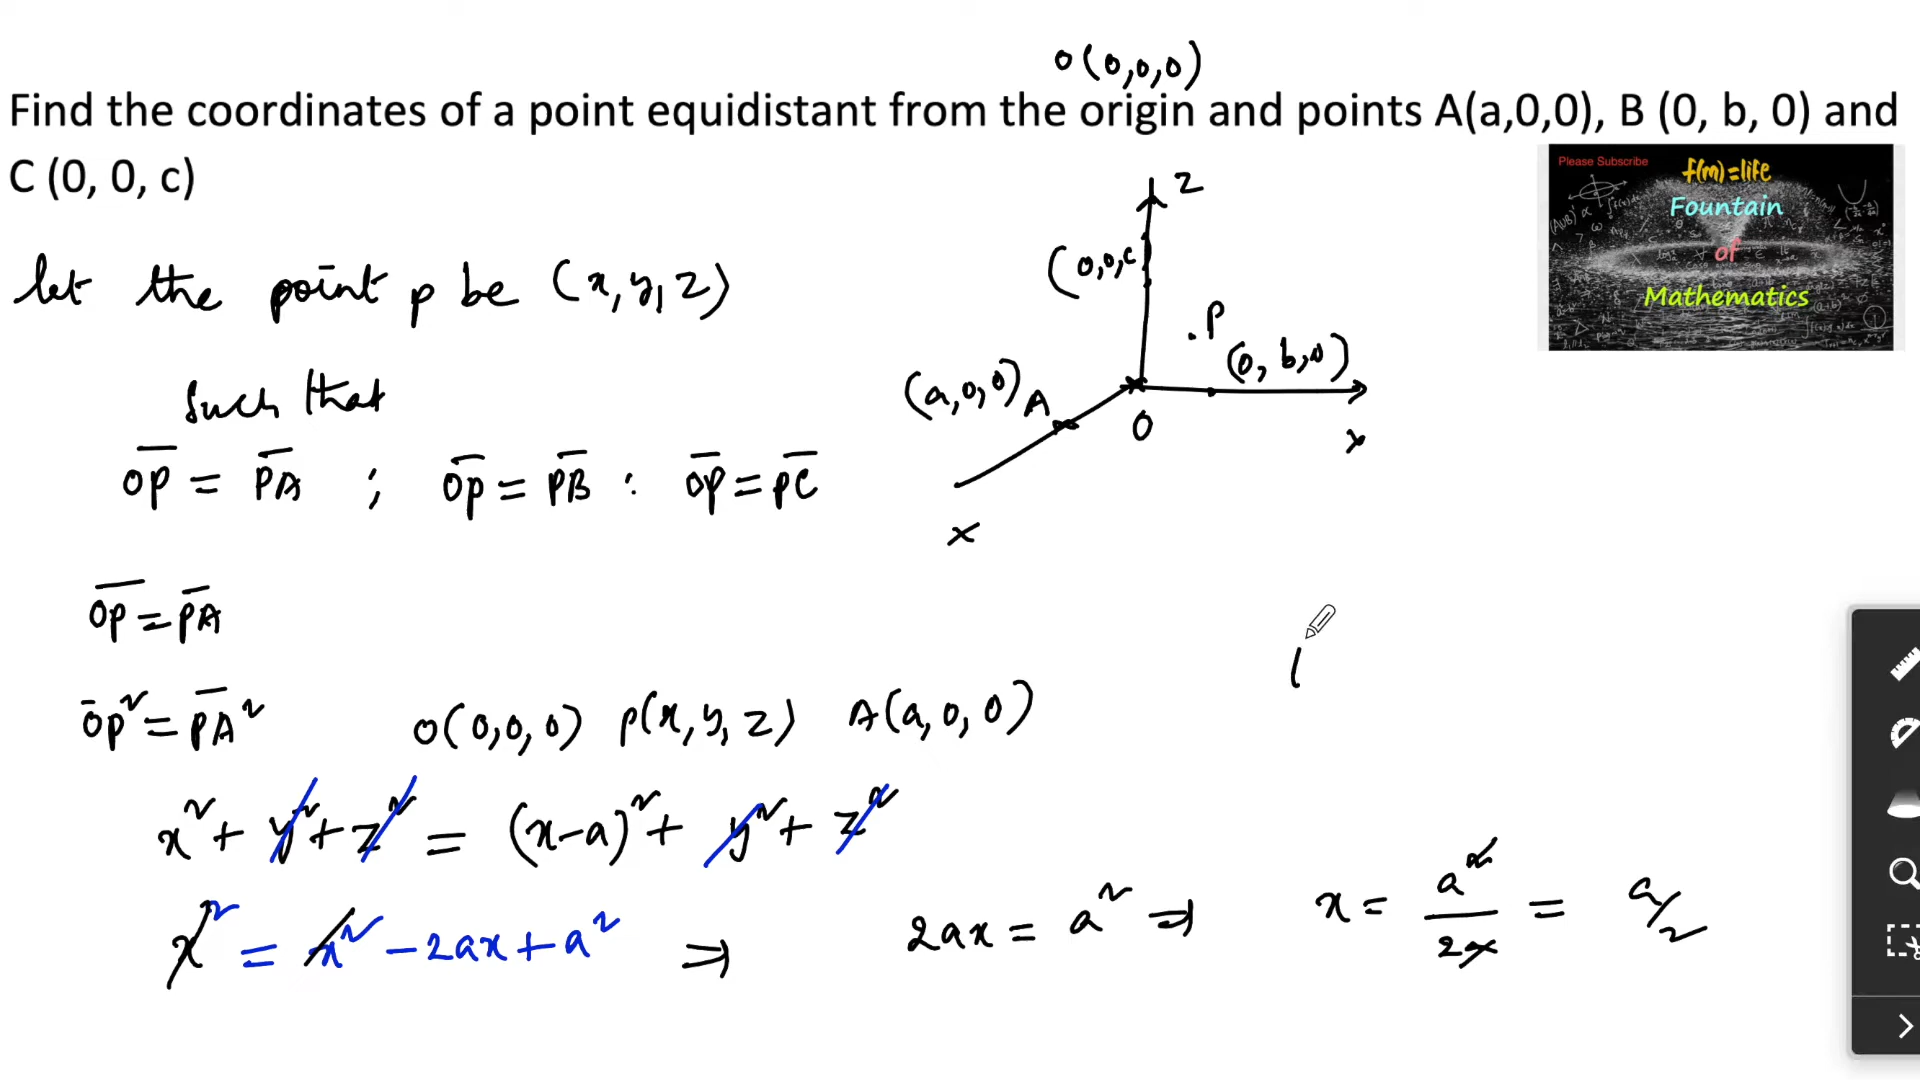 O(0,0,0)
Find the coordinates of a point equidistant from the origin and points A(a,0,0), B (0, b, 0) and
C (0, 0, c)
Please Subscribe
f(m)=life
Fountain
of
Mathematics
z
(0,0,c)
let the point P be (x, y, z)
.P
(0, b, 0)
(a,0,0) A
O
x
such that
OP = PA ; OP = PB : OP = PC
x
OP = PA
OP² = PA² O(0,0,0) P(x, y, z) A(a, 0, 0)
(
x² + y² + z² = (x-a)² + y² + z²
x² = x² - 2ax + a² ⇒ 2ax = a² ⇒ x = a²/2a = a/2